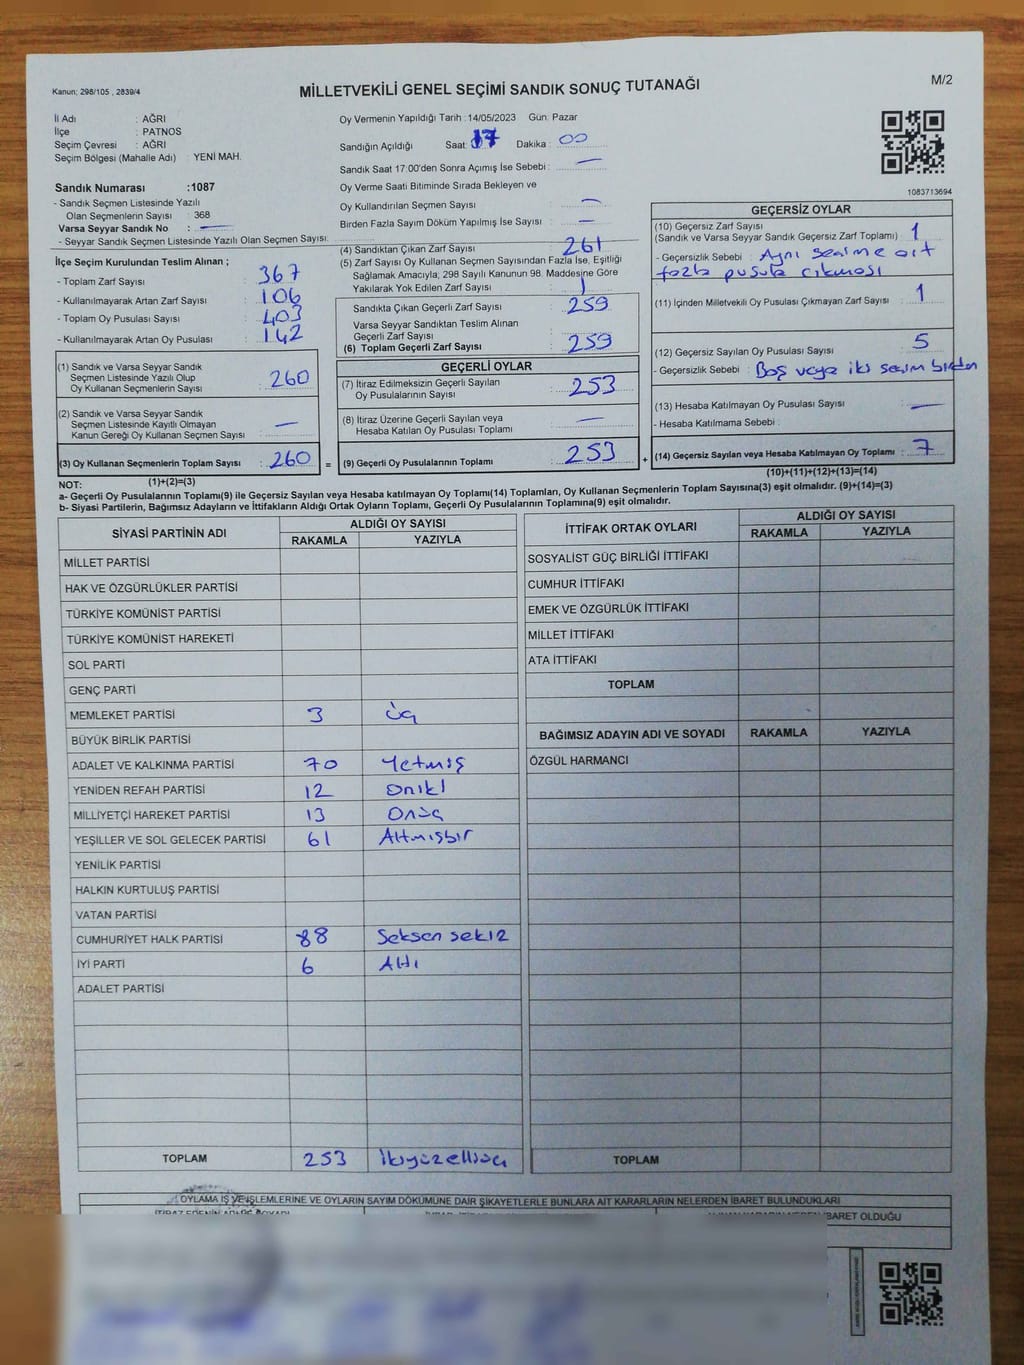 Kanun; 298/105 , 2839/4
MİLLETVEKİLİ GENEL SEÇİMİ SANDIK SONUÇ TUTANAĞI
M/2
İl Adı : AĞRI
İlçe : PATNOS
Seçim Çevresi : AĞRI
Seçim Bölgesi (Mahalle Adı) : YENİ MAH.
Sandık Numarası :1087
- Sandık Seçmen Listesinde Yazılı
Olan Seçmenlerin Sayısı : 368
Varsa Seyyar Sandık No : —
- Seyyar Sandık Seçmen Listesinde Yazılı Olan Seçmen Sayısı:
İlçe Seçim Kurulundan Teslim Alınan ;
- Toplam Zarf Sayısı : 367
- Kullanılmayarak Artan Zarf Sayısı : 106
- Toplam Oy Pusulası Sayısı : 403
- Kullanılmayarak Artan Oy Pusulası : 142
(1) Sandık ve Varsa Seyyar Sandık
Seçmen Listesinde Yazılı Olup
Oy Kullanan Seçmenlerin Sayısı : 260
(2) Sandık ve Varsa Seyyar Sandık
Seçmen Listesinde Kayıtlı Olmayan
Kanun Gereği Oy Kullanan Seçmen Sayısı : —
(3) Oy Kullanan Seçmenlerin Toplam Sayısı : 260
(1)+(2)=(3)
Oy Vermenin Yapıldığı Tarih :14/05/2023 Gün: Pazar
Sandığın Açıldığı Saat: 17 Dakika : 00
Sandık Saat 17:00'den Sonra Açılmış İse Sebebi : —
Oy Verme Saati Bitiminde Sırada Bekleyen ve
Oy Kullandırılan Seçmen Sayısı : —
Birden Fazla Sayım Döküm Yapılmış İse Sayısı : —
(4) Sandıktan Çıkan Zarf Sayısı : 261
(5) Zarf Sayısı Oy Kullanan Seçmen Sayısından Fazla İse, Eşitliği
Sağlamak Amacıyla; 298 Sayılı Kanunun 98. Maddesine Göre
Yakılarak Yok Edilen Zarf Sayısı : 1
Sandıkta Çıkan Geçerli Zarf Sayısı : 259
Varsa Seyyar Sandıktan Teslim Alınan
Geçerli Zarf Sayısı :
(6) Toplam Geçerli Zarf Sayısı : 259
GEÇERLİ OYLAR
(7) İtiraz Edilmeksizin Geçerli Sayılan
Oy Pusulalarının Sayısı : 253
(8) İtiraz Üzerine Geçerli Sayılan veya
Hesaba Katılan Oy Pusulası Toplamı : —
= (9) Geçerli Oy Pusulalarının Toplamı : 253 +
1083713694
GEÇERSİZ OYLAR
(10) Geçersiz Zarf Sayısı
(Sandık ve Varsa Seyyar Sandık Geçersiz Zarf Toplamı) : 1
- Geçersizlik Sebebi : Aynı seçime ait
fazla pusula çıkması
(11) İçinden Milletvekili Oy Pusulası Çıkmayan Zarf Sayısı : 1
(12) Geçersiz Sayılan Oy Pusulası Sayısı : 5
- Geçersizlik Sebebi : Boş veya iki seçim birden
(13) Hesaba Katılmayan Oy Pusulası Sayısı : —
- Hesaba Katılmama Sebebi :
(14) Geçersiz Sayılan veya Hesaba Katılmayan Oy Toplamı : 7
(10)+(11)+(12)+(13)=(14)
NOT:
a- Geçerli Oy Pusulalarının Toplamı(9) ile Geçersiz Sayılan veya Hesaba katılmayan Oy Toplamı(14) Toplamları, Oy Kullanan Seçmenlerin Toplam Sayısına(3) eşit olmalıdır. (9)+(14)=(3)
b- Siyasi Partilerin, Bağımsız Adayların ve İttifakların Aldığı Ortak Oyların Toplamı, Geçerli Oy Pusulalarının Toplamına(9) eşit olmalıdır.
SİYASİ PARTİNİN ADI ALDIĞI OY SAYISI
RAKAMLA YAZIYLA
MİLLET PARTİSİ
HAK VE ÖZGÜRLÜKLER PARTİSİ
TÜRKİYE KOMÜNİST PARTİSİ
TÜRKİYE KOMÜNİST HAREKETİ
SOL PARTİ
GENÇ PARTİ
MEMLEKET PARTİSİ 3 Üç
BÜYÜK BİRLİK PARTİSİ
ADALET VE KALKINMA PARTİSİ 70 Yetmiş
YENİDEN REFAH PARTİSİ 12 Oniki
MİLLİYETÇİ HAREKET PARTİSİ 13 Onüç
YEŞİLLER VE SOL GELECEK PARTİSİ 61 Altmışbir
YENİLİK PARTİSİ
HALKIN KURTULUŞ PARTİSİ
VATAN PARTİSİ
CUMHURİYET HALK PARTİSİ 88 Seksen sekiz
İYİ PARTİ 6 Altı
ADALET PARTİSİ
TOPLAM 253 ikiyüzelliüç
İTTİFAK ORTAK OYLARI ALDIĞI OY SAYISI
RAKAMLA YAZIYLA
SOSYALİST GÜÇ BİRLİĞİ İTTİFAKI
CUMHUR İTTİFAKI
EMEK VE ÖZGÜRLÜK İTTİFAKI
MİLLET İTTİFAKI
ATA İTTİFAKI
TOPLAM
BAĞIMSIZ ADAYIN ADI VE SOYADI RAKAMLA YAZIYLA
ÖZGÜL HARMANCI
TOPLAM
OYLAMA İŞ VE İŞLEMLERİNE VE OYLARIN SAYIM DÖKÜMÜNE DAİR ŞİKAYETLERLE BUNLARA AİT KARARLARIN NELERDEN İBARET BULUNDUKLARI
İBARET OLDUĞU